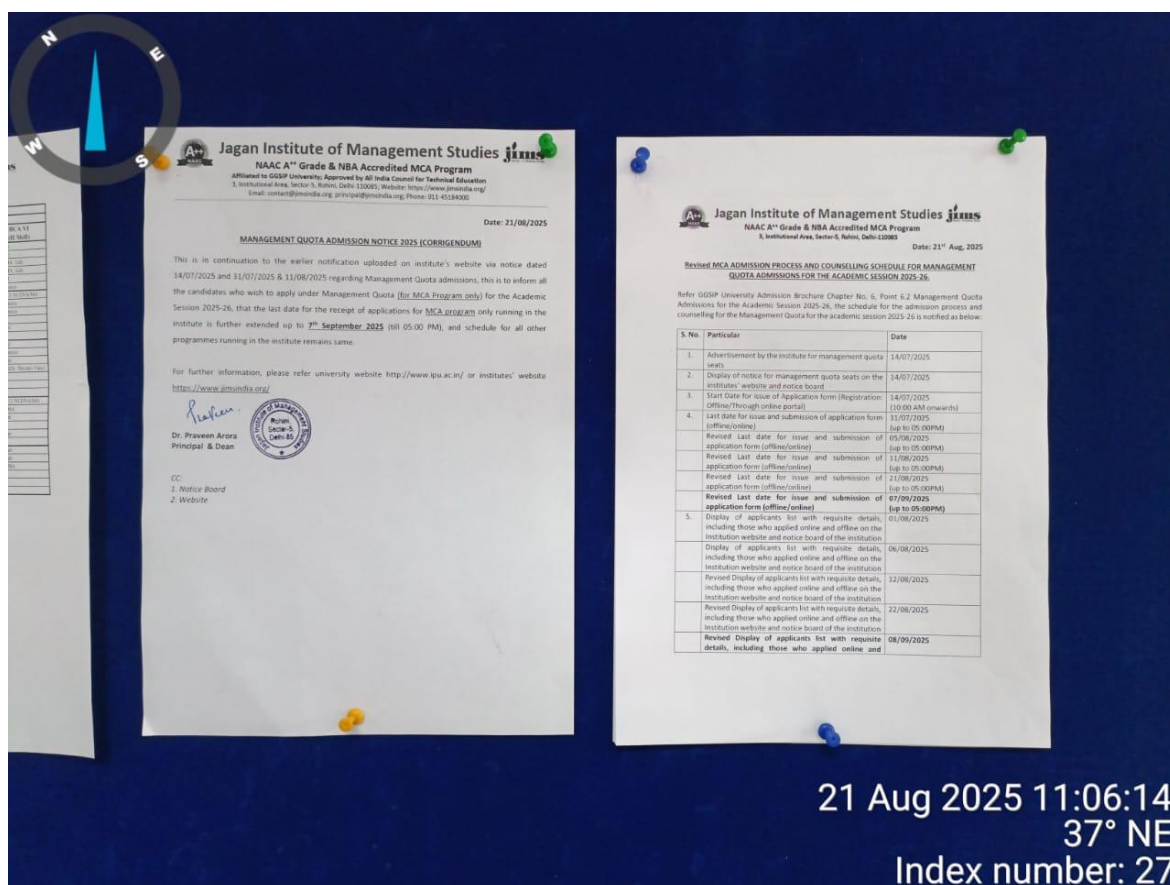 N
E
S
W
A++
NAAC
Jagan Institute of Management Studies jims
NAAC A++ Grade & NBA Accredited MCA Program
Affiliated to GGSIP University; Approved by All India Council for Technical Education
3, Institutional Area, Sector-5, Rohini, Delhi-110085; Website: https://www.jimsindia.org/
Email: contact@jimsindia.org; principal@jimsindia.org; Phone: 011-45184000
Date: 21/08/2025
MANAGEMENT QUOTA ADMISSION NOTICE 2025 (CORRIGENDUM)
This is in continuation to the earlier notification uploaded on institute's website via notice dated
14/07/2025 and 31/07/2025 & 11/08/2025 regarding Management Quota admissions, this is to inform all
the candidates who wish to apply under Management Quota (for MCA Program only) for the Academic
Session 2025-26, that the last date for the receipt of applications for MCA program only running in the
institute is further extended up to 7th September 2025 (till 05:00 PM), and schedule for all other
programmes running in the institute remains same.
For further information, please refer university website http://www.ipu.ac.in/ or institutes' website
https://www.jimsindia.org/
Praveen
Jagan Institute of Management Studies
Rohini,
Sector-5,
Delhi-85
Dr. Praveen Arora
Principal & Dean
CC:
1. Notice Board
2. Website
A++
NAAC
Jagan Institute of Management Studies jims
NAAC A++ Grade & NBA Accredited MCA Program
3, Institutional Area, Sector-5, Rohini, Delhi-110085
Date: 21st Aug, 2025
Revised MCA ADMISSION PROCESS AND COUNSELLING SCHEDULE FOR MANAGEMENT
QUOTA ADMISSIONS FOR THE ACADEMIC SESSION 2025-26.
Refer GGSIP University Admission Brochure Chapter No. 6, Point 6.2 Management Quota
Admissions for the Academic Session 2025-26, the schedule for the admission process and
counselling for the Management Quota for the academic session 2025-26 is notified as below:
S. No. Particular Date
1. Advertisement by the institute for management quota 14/07/2025
seats
2. Display of notice for management quota seats on the 14/07/2025
institutes' website and notice board
3. Start Date for issue of Application form (Registration 14/07/2025
Offline/Through online portal) (10:00 AM onwards)
4. Last date for issue and submission of application form 31/07/2025
(offline/online) (up to 05:00PM)
Revised Last date for issue and submission of 05/08/2025
application form (offline/online) (up to 05:00PM)
Revised Last date for issue and submission of 11/08/2025
application form (offline/online) (up to 05:00PM)
Revised Last date for issue and submission of 21/08/2025
application form (offline/online) (up to 05:00PM)
Revised Last date for issue and submission of 07/09/2025
application form (offline/online) (up to 05:00PM)
5. Display of applicants list with requisite details, 01/08/2025
including those who applied online and offline on the
Institution website and notice board of the institution
Display of applicants list with requisite details, 06/08/2025
including those who applied online and offline on the
Institution website and notice board of the institution
Revised Display of applicants list with requisite details, 12/08/2025
including those who applied online and offline on the
Institution website and notice board of the institution
Revised Display of applicants list with requisite details, 22/08/2025
including those who applied online and offline on the
Institution website and notice board of the institution
Revised Display of applicants list with requisite 08/09/2025
details, including those who applied online and
21 Aug 2025 11:06:14
37° NE
Index number: 27